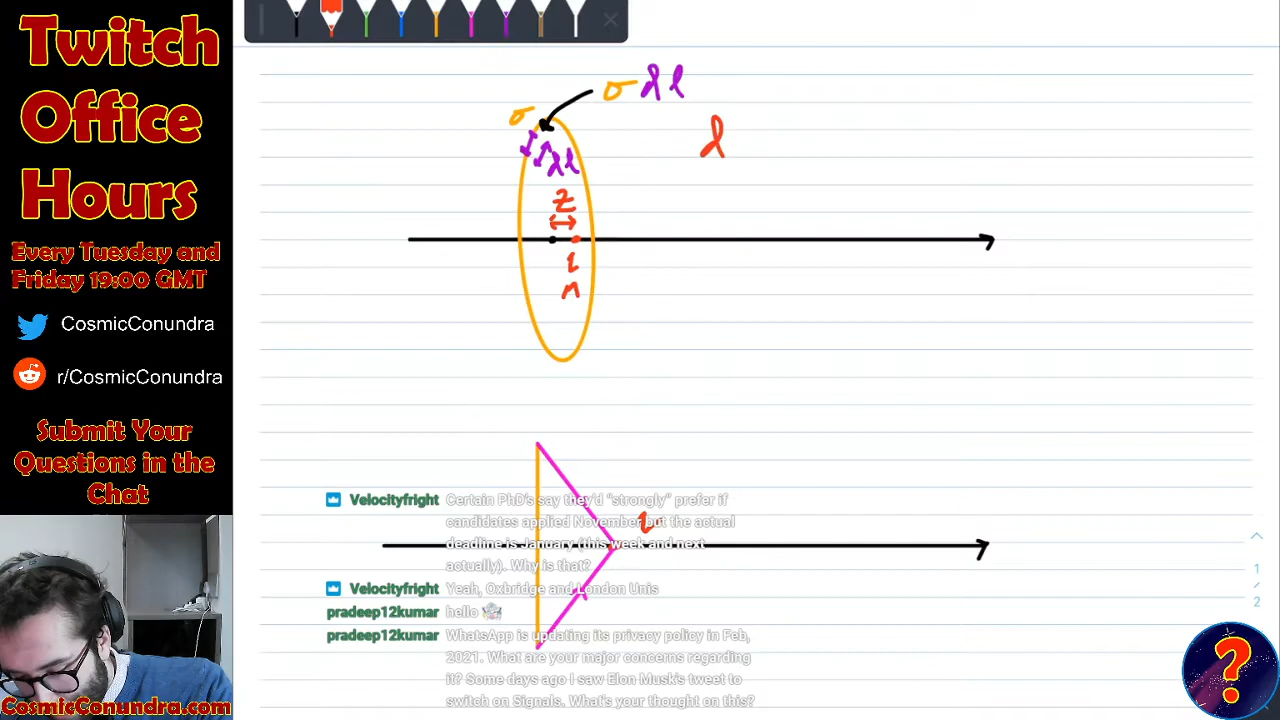 Twitch
Office
Hours
Every Tuesday and
Friday 19:00 GMT
CosmicConundra
r/CosmicConundra
Submit Your
Questions in the
Chat
CosmicConundra.com
σ dl
σ
dl
z
Velocityfright Certain PhD's say they'd "strongly" prefer if
candidates applied November but the actual
deadline is January (this week and next
actually). Why is that?
Velocityfright Yeah, Oxbridge and London Unis
pradeep12kumar hello
pradeep12kumar WhatsApp is updating its privacy policy in Feb,
2021. What are your major concerns regarding
it? Some days ago I saw Elon Musk's tweet to
switch on Signals. What's your thought on this?
1
/
2
?